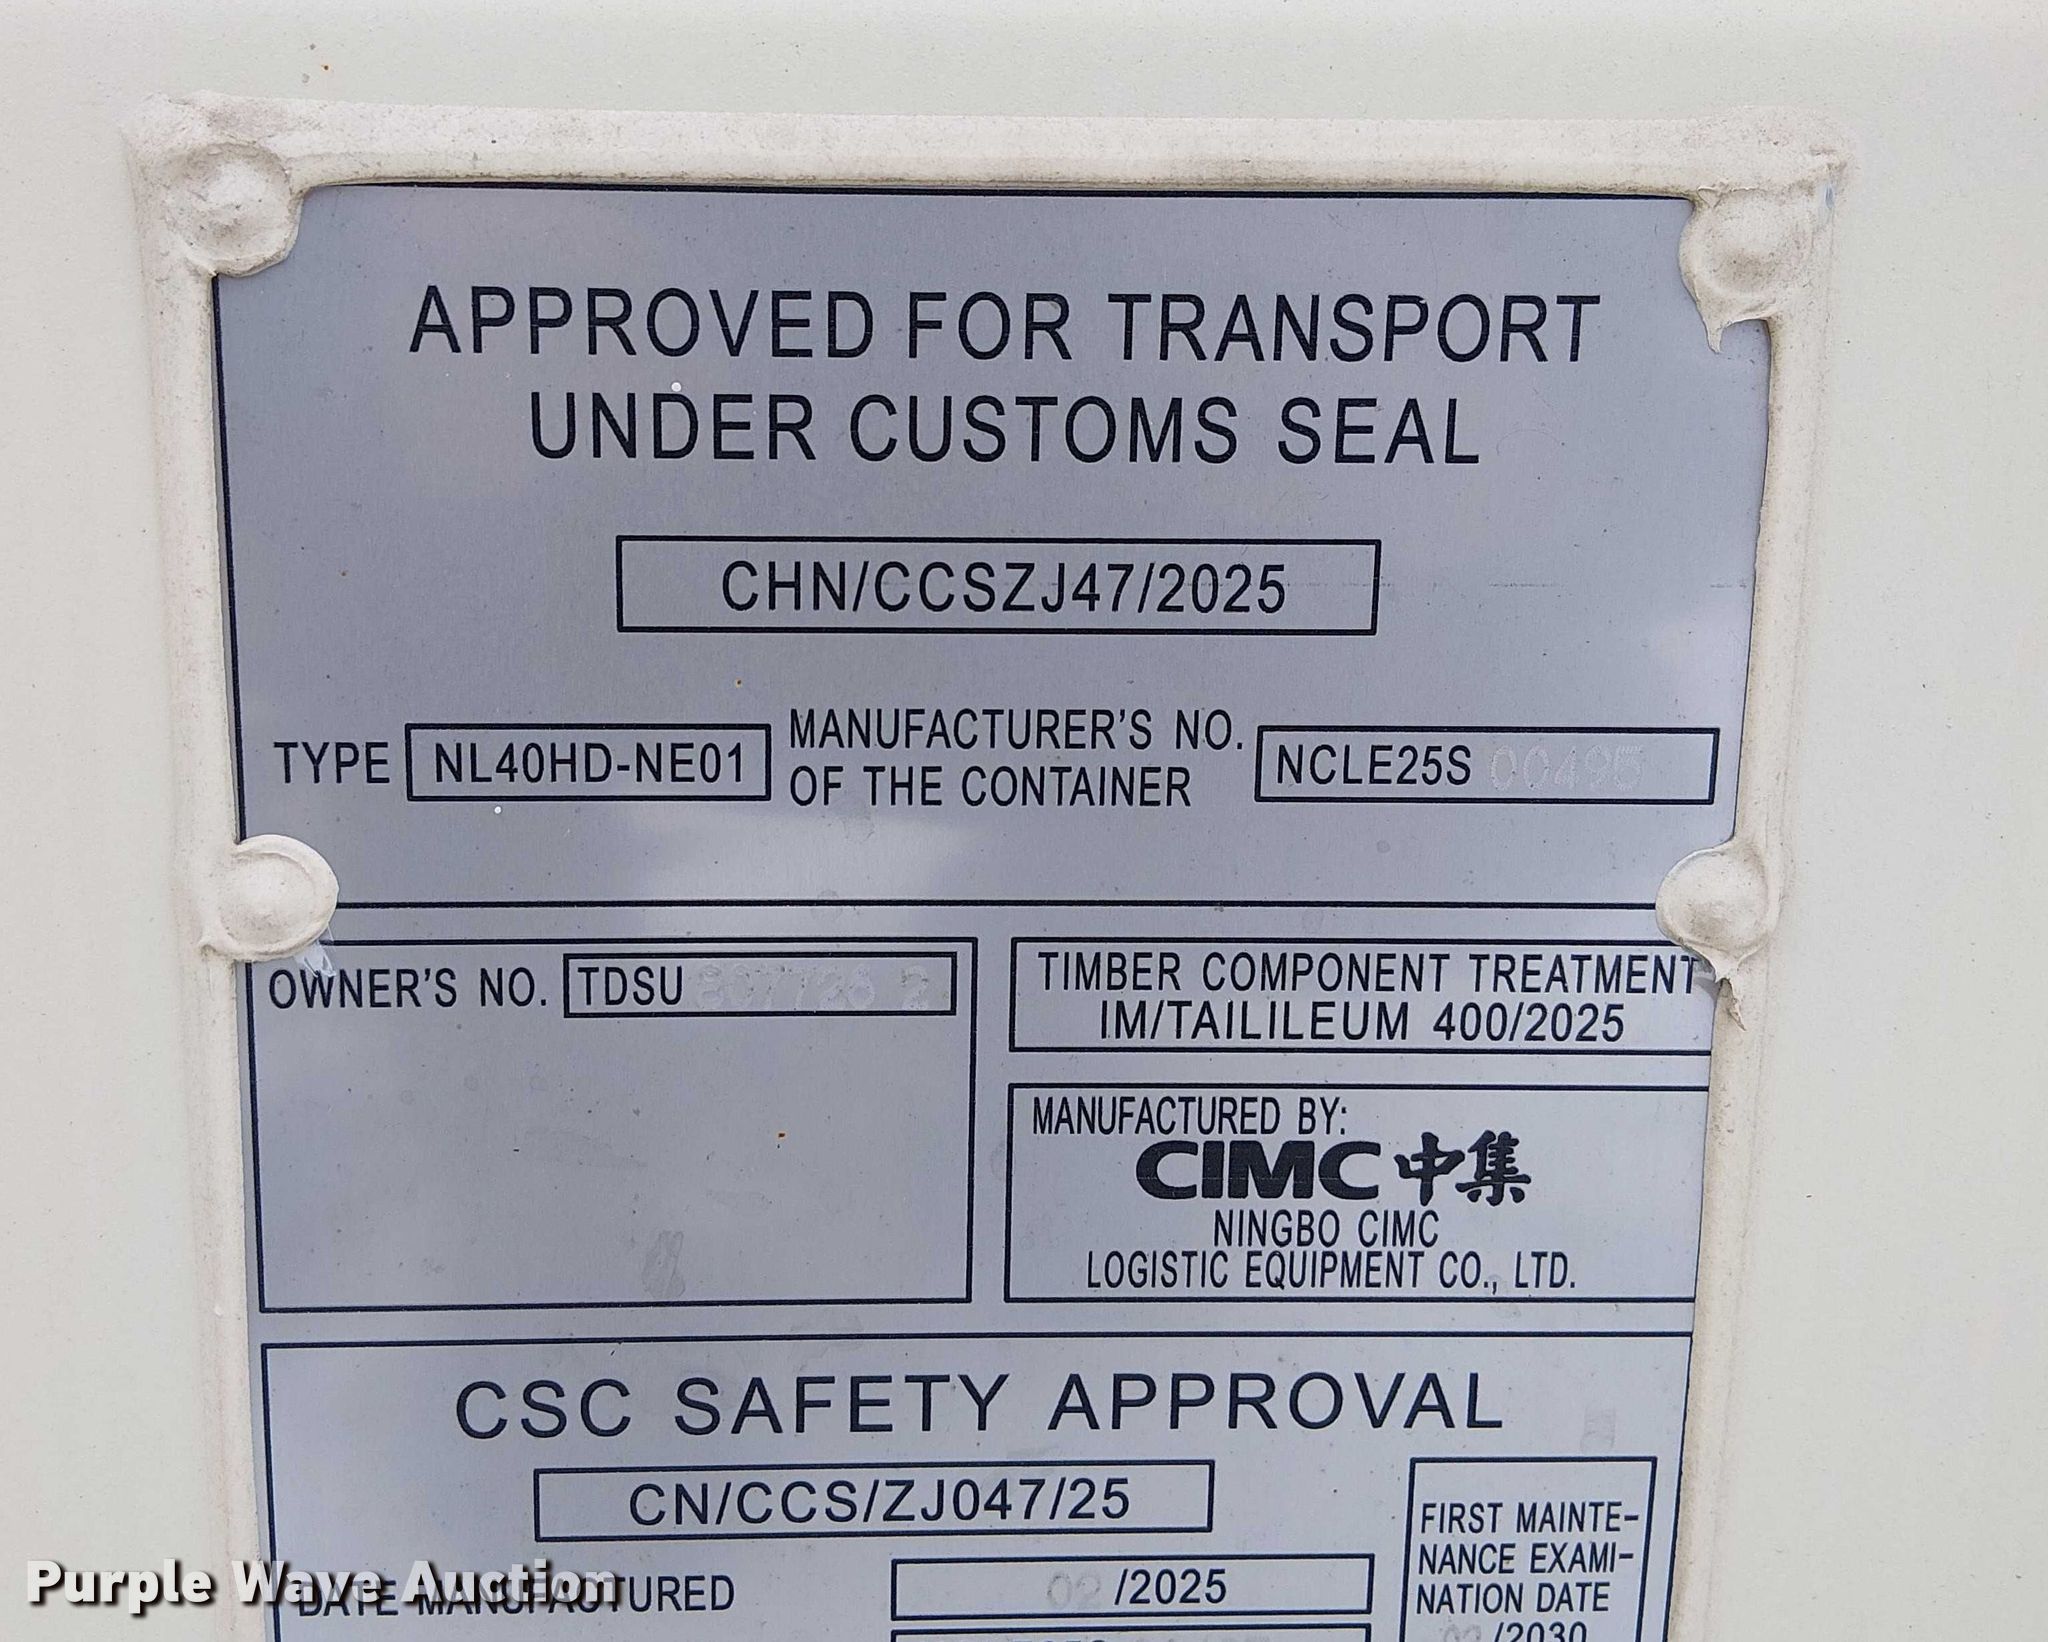 APPROVED FOR TRANSPORT
UNDER CUSTOMS SEAL
CHN/CCSZJ47/2025
TYPE NL40HD-NE01 MANUFACTURER'S NO.
OF THE CONTAINER NCLE25S 00495
OWNER'S NO. TDSU
TIMBER COMPONENT TREATMENT
IM/TAILILEUM 400/2025
MANUFACTURED BY:
CIMC 中集
NINGBO CIMC
LOGISTIC EQUIPMENT CO., LTD.
CSC SAFETY APPROVAL
CN/CCS/ZJ047/25
DATE MANUFACTURED 02/2025
FIRST MAINTE-
NANCE EXAMI-
NATION DATE
/2030
Purple Wave Auction